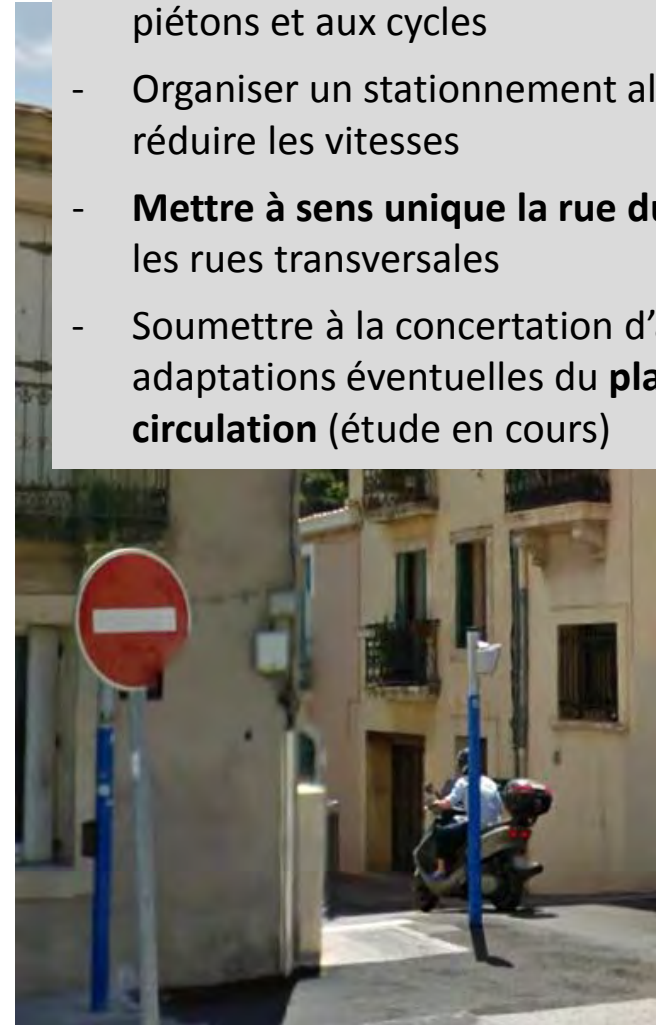 piétons et aux cycles
- Organiser un stationnement al
réduire les vitesses
- Mettre à sens unique la rue du
les rues transversales
- Soumettre à la concertation d'
adaptations éventuelles du pla
circulation (étude en cours)